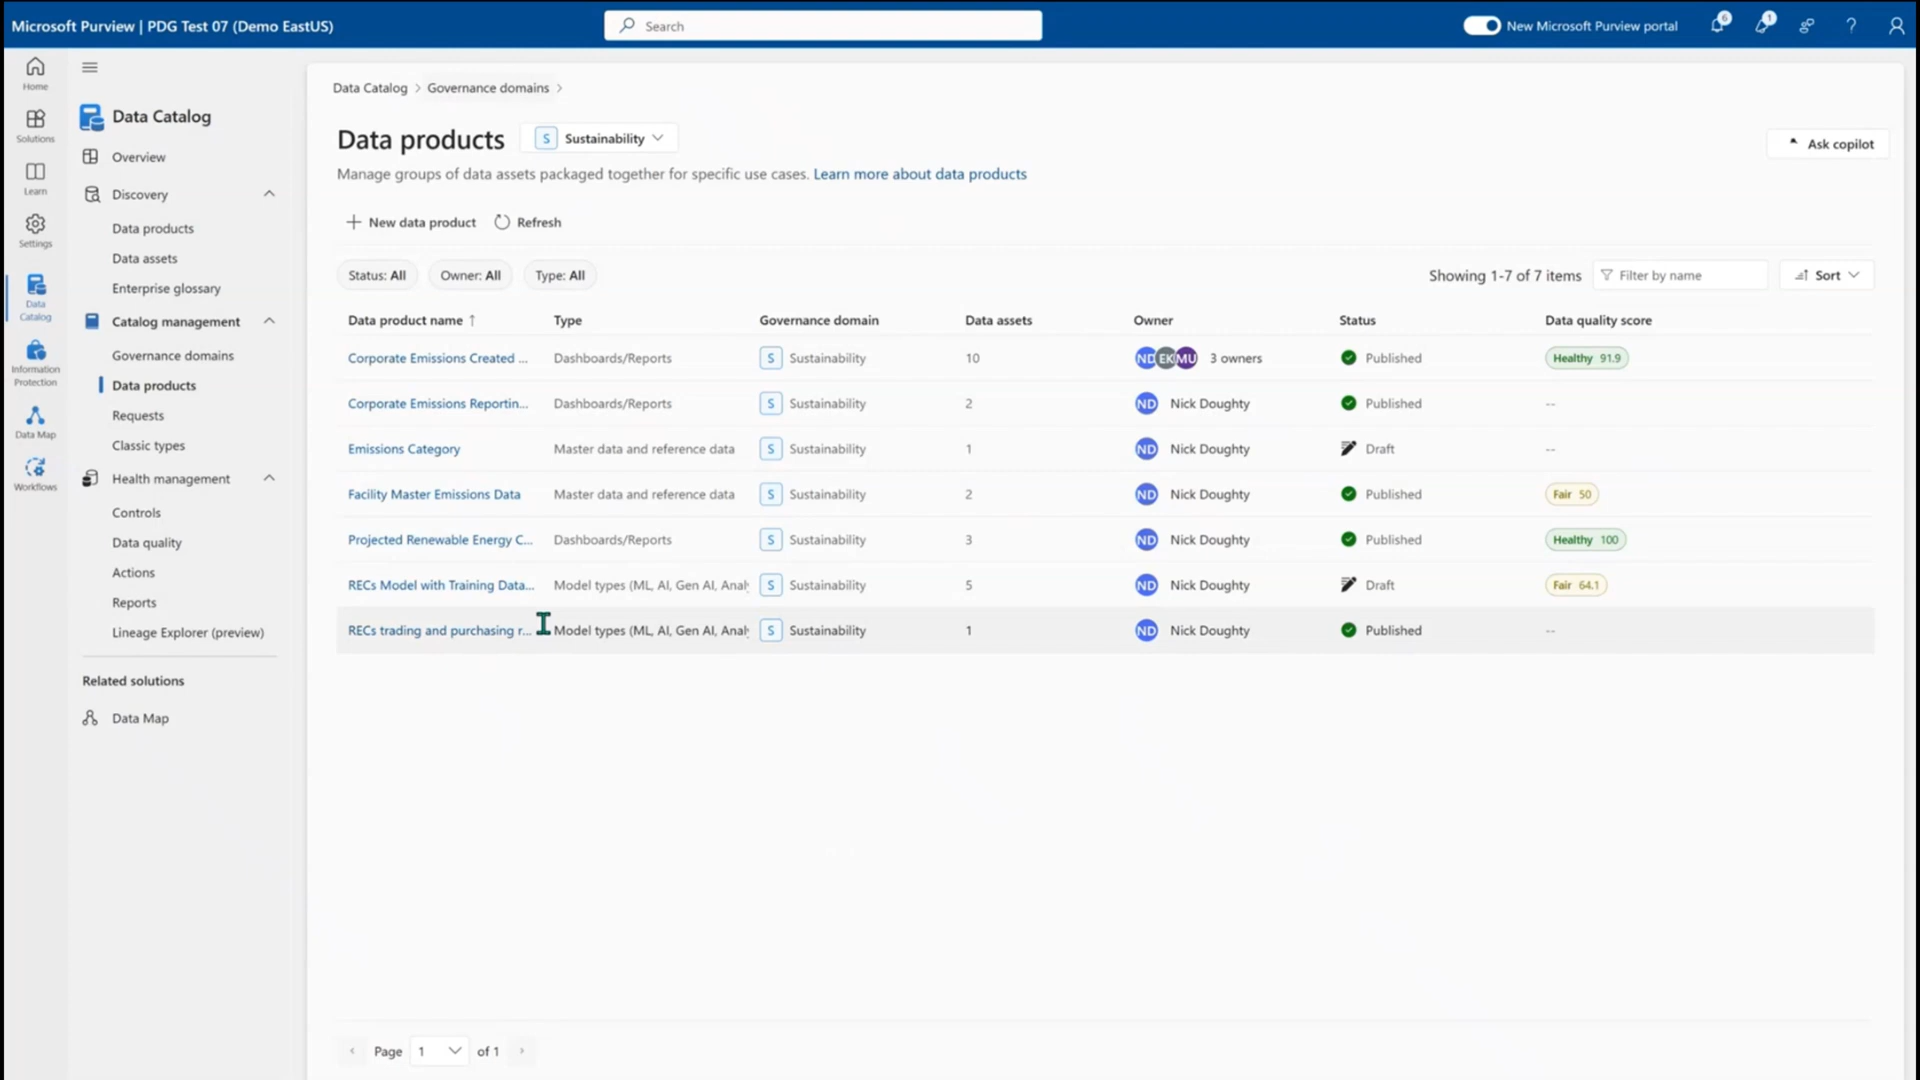 Microsoft Purview | PDG Test 07 (Demo EastUS)
Search
New Microsoft Purview portal
6
1
Home
Solutions
Learn
Settings
Data
Catalog
Information
Protection
Data Map
Workflows
Data Catalog
Overview
Discovery
Data products
Data assets
Enterprise glossary
Catalog management
Governance domains
Data products
Requests
Classic types
Health management
Controls
Data quality
Actions
Reports
Lineage Explorer (preview)
Related solutions
Data Map
Data Catalog > Governance domains >
Data products S Sustainability
Ask copilot
Manage groups of data assets packaged together for specific use cases. Learn more about data products
New data product Refresh
Status: All Owner: All Type: All Showing 1-7 of 7 items Filter by name Sort
Data product name ↑ Type Governance domain Data assets Owner Status Data quality score
Corporate Emissions Created ... Dashboards/Reports S Sustainability 10 ND EK MU 3 owners Published Healthy 91.9
Corporate Emissions Reportin... Dashboards/Reports S Sustainability 2 ND Nick Doughty Published --
Emissions Category Master data and reference data S Sustainability 1 ND Nick Doughty Draft --
Facility Master Emissions Data Master data and reference data S Sustainability 2 ND Nick Doughty Published Fair 50
Projected Renewable Energy C... Dashboards/Reports S Sustainability 3 ND Nick Doughty Published Healthy 100
RECs Model with Training Data... Model types (ML, AI, Gen AI, Anal S Sustainability 5 ND Nick Doughty Draft Fair 64.1
RECs trading and purchasing r... Model types (ML, AI, Gen AI, Anal S Sustainability 1 ND Nick Doughty Published --
Page 1 of 1